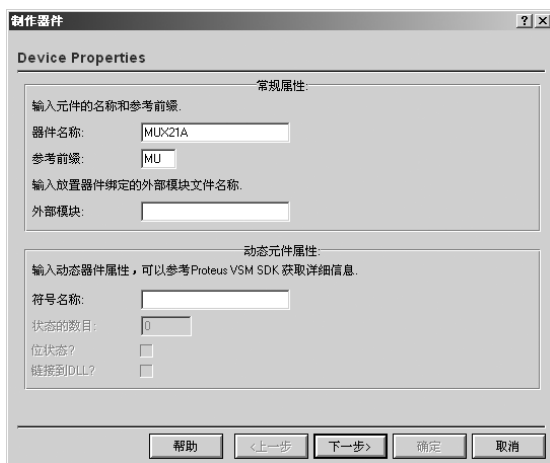 制作器件
Device Properties
常规属性:
输入元件的名称和参考前缀.
器件名称: MUX21A
参考前缀: MU
输入放置器件绑定的外部模块文件名称.
外部模块:
动态元件属性:
输入动态器件属性，可以参考Proteus VSM SDK 获取详细信息.
符号名称:
状态的数目: 0
位状态?
链接到DLL?
帮助 <上一步 下一步> 确定 取消